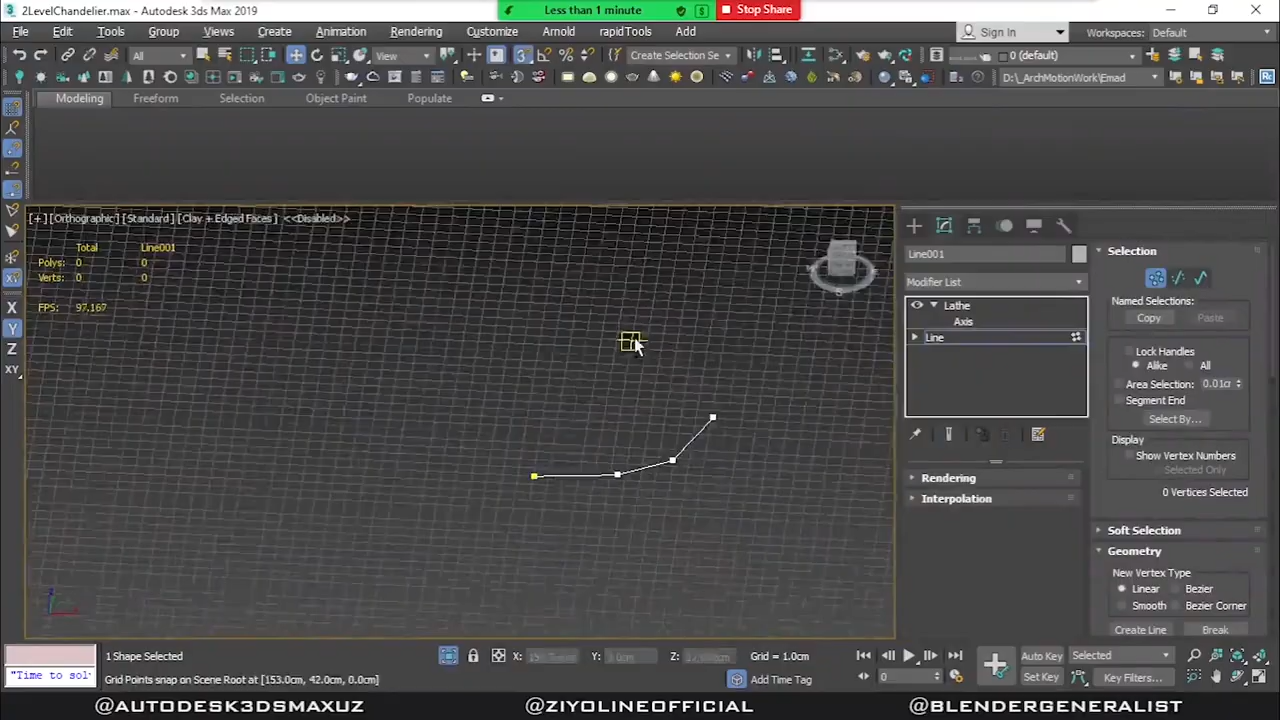 2LevelChandelier.max - Autodesk 3ds Max 2019
Less than 1 minute
Stop Share
File Edit Tools Group Views Create Animation Rendering Customize Arnold rapidTools Add
Sign In
Workspaces: Default
All
View
Create Selection Se
0 (default)
D:\_ArchMotionWork\Emad
Modeling Freeform Selection Object Paint Populate
[+] [Orthographic] [Standard] [Clay + Edged Faces] <<Disabled>>
Total Line001
Polys: 0 0
Verts: 0 0
FPS: 97.167
X
Y
Z
XY
Line001
Modifier List
Lathe
Axis
Line
Rendering
Interpolation
Selection
Named Selections:
Copy Paste
Lock Handles
Alike All
Area Selection: 0.01c
Segment End
Select By...
Display
Show Vertex Numbers
Selected Only
0 Vertices Selected
Soft Selection
Geometry
New Vertex Type
Linear Bezier
Smooth Bezier Corner
Create Line Break
"Time to sol
1 Shape Selected
Grid Points snap on Scene Root at [153.0cm, 42.0cm, 0.0cm]
X: Y: Z:
Grid = 1.0cm
Add Time Tag
0
Auto Key Selected
Set Key Key Filters...
@AUTODESK3DSMAXUZ @ZIYOLINEOFFICIAL @BLENDERGENERALIST